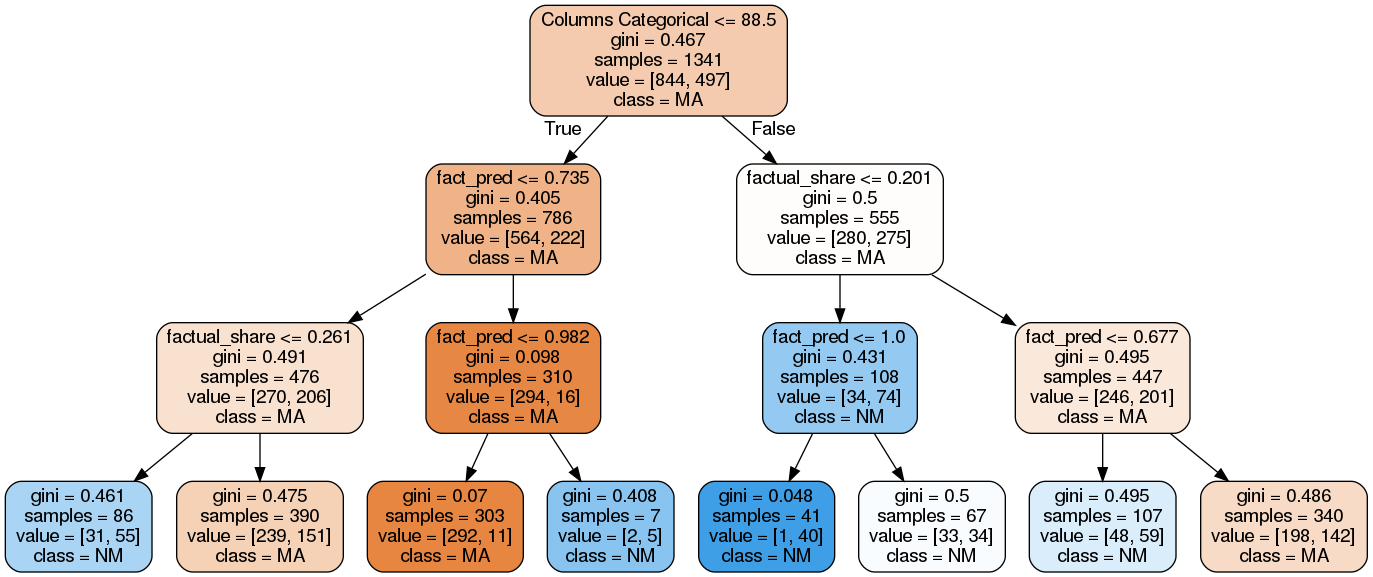 Columns Categorical <= 88.5
gini = 0.467
samples = 1341
value = [844, 497]
class = MA
True
False
fact_pred <= 0.735
gini = 0.405
samples = 786
value = [564, 222]
class = MA
factual_share <= 0.201
gini = 0.5
samples = 555
value = [280, 275]
class = MA
factual_share <= 0.261
gini = 0.491
samples = 476
value = [270, 206]
class = MA
fact_pred <= 0.982
gini = 0.098
samples = 310
value = [294, 16]
class = MA
fact_pred <= 1.0
gini = 0.431
samples = 108
value = [34, 74]
class = NM
fact_pred <= 0.677
gini = 0.495
samples = 447
value = [246, 201]
class = MA
gini = 0.461
samples = 86
value = [31, 55]
class = NM
gini = 0.475
samples = 390
value = [239, 151]
class = MA
gini = 0.07
samples = 303
value = [292, 11]
class = MA
gini = 0.408
samples = 7
value = [2, 5]
class = NM
gini = 0.048
samples = 41
value = [1, 40]
class = NM
gini = 0.5
samples = 67
value = [33, 34]
class = NM
gini = 0.495
samples = 107
value = [48, 59]
class = NM
gini = 0.486
samples = 340
value = [198, 142]
class = MA